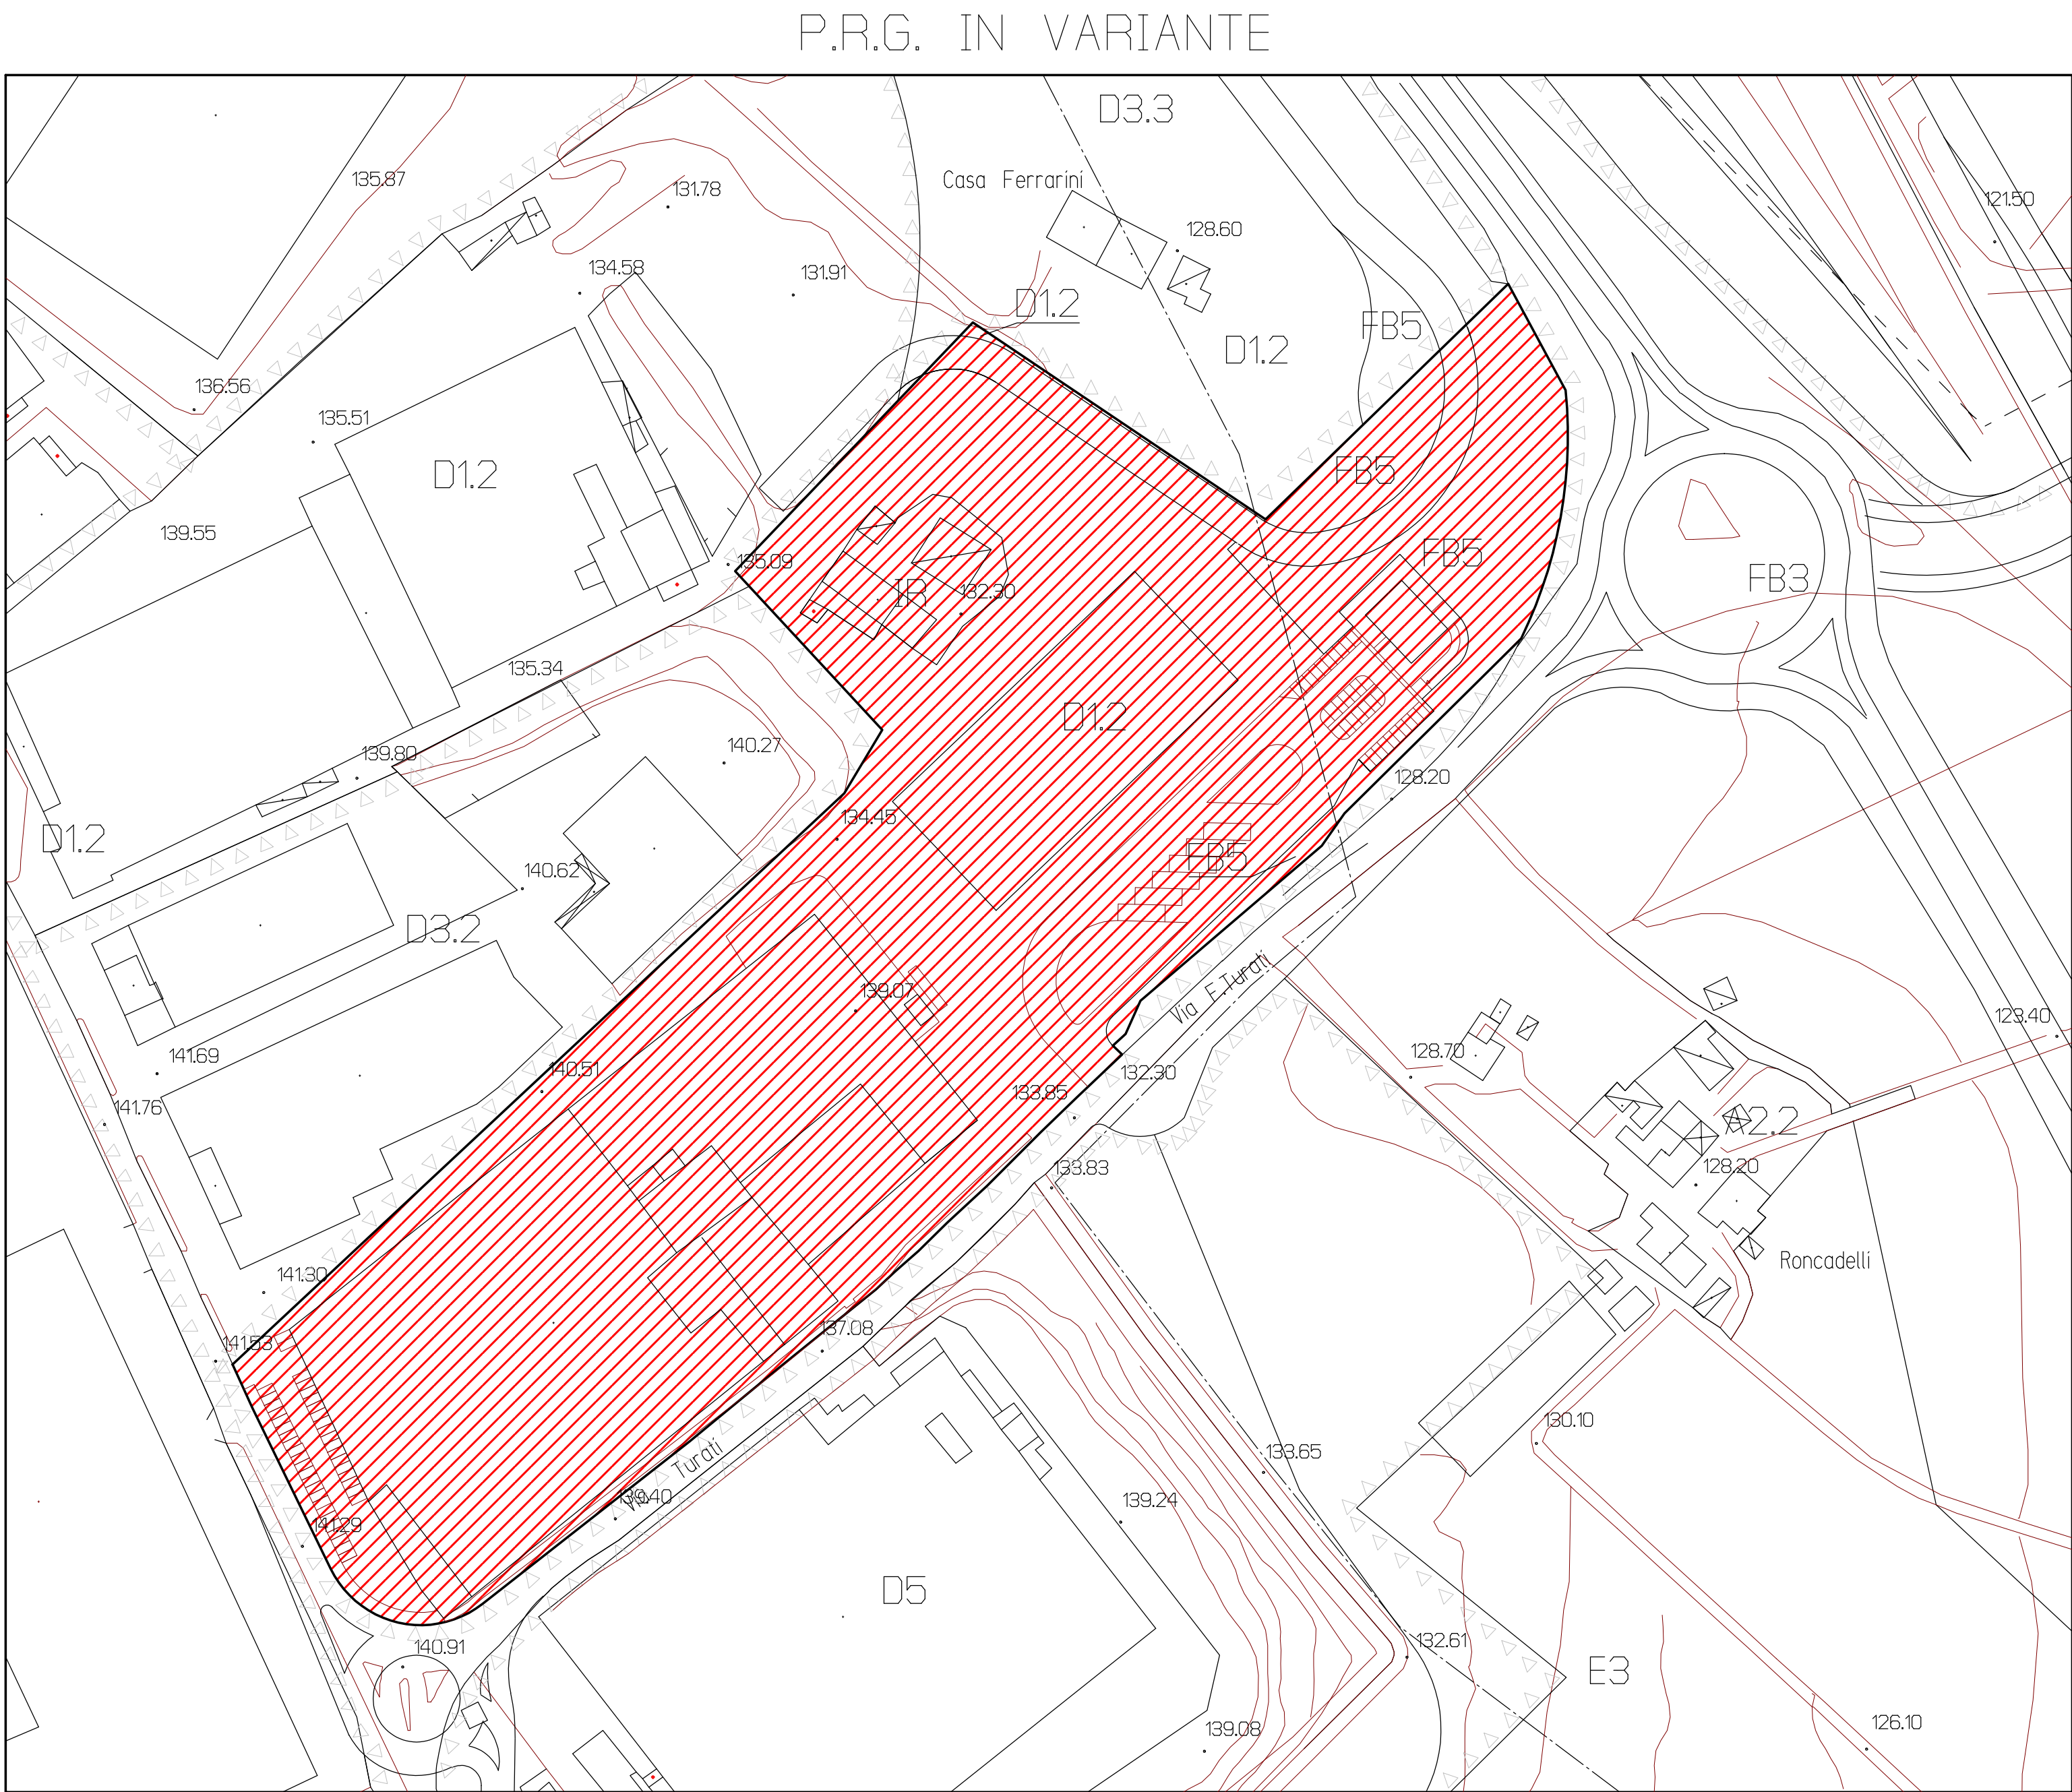 P.R.G. IN VARIANTE
D3.3
135.87
131.78
Casa Ferrarini
121.50
128.60
134.58
131.91
D1.2
FB5
D1.2
136.56
135.51
D1.2
FB5
139.55
FB5
135.09
FB3
IR
132.30
135.34
D1.2
139.80
140.27
128.20
134.45
D1.2
FB5
140.62
D3.2
Via F.Turati
139.07
123.40
141.69
128.70
140.51
132.30
133.85
141.76
A2.2
133.83
128.20
Roncadelli
141.30
137.08
141.53
130.10
133.65
Via Turati
139.40
139.24
141.29
D5
140.91
132.61
E3
139.08
126.10